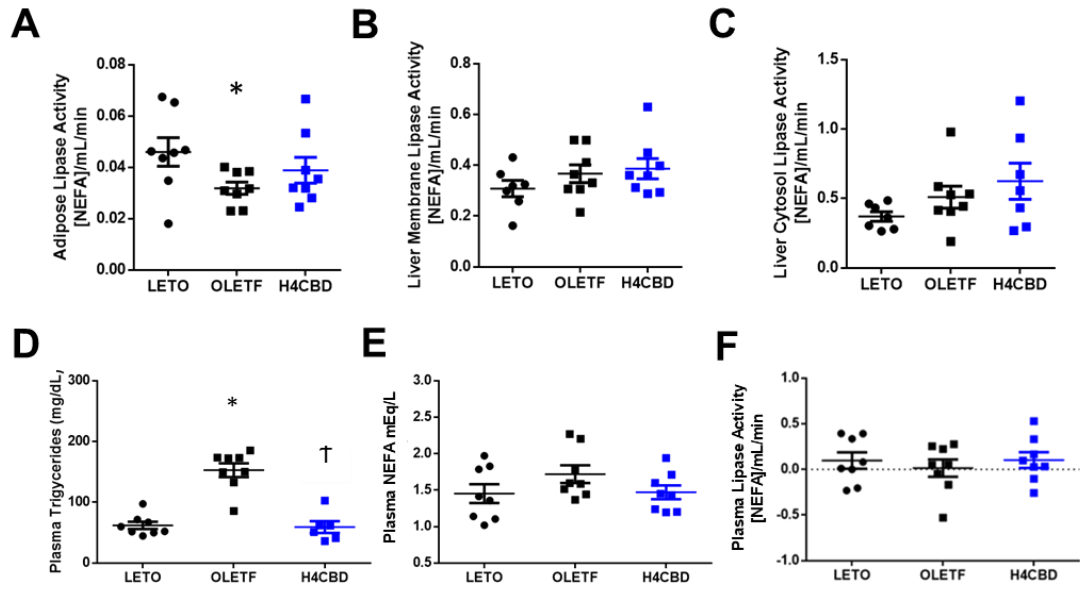 A
Adipose Lipase Activity
[NEFA]/mL/min
0.08
0.06
0.04
0.02
0.00
*
LETO OLETF H4CBD
B
Liver Membrane Lipase Activity
[NEFA]/mL/min
0.8
0.6
0.4
0.2
0.0
LETO OLETF H4CBD
C
Liver Cytosol Lipase Activity
[NEFA]/mL/min
1.5
1.0
0.5
0.0
LETO OLETF H4CBD
D
Plasma Trigycerides (mg/dL,
300
200
100
0
*
†
LETO OLETF H4CBD
E
Plasma NEFA mEq/L
3.0
2.5
2.0
1.5
1.0
0.5
LETO OLETF H4CBD
F
Plasma Lipase Activity
[NEFA]/mL/min
1.0
0.5
0.0
-0.5
-1.0
LETO OLETF H4CBD